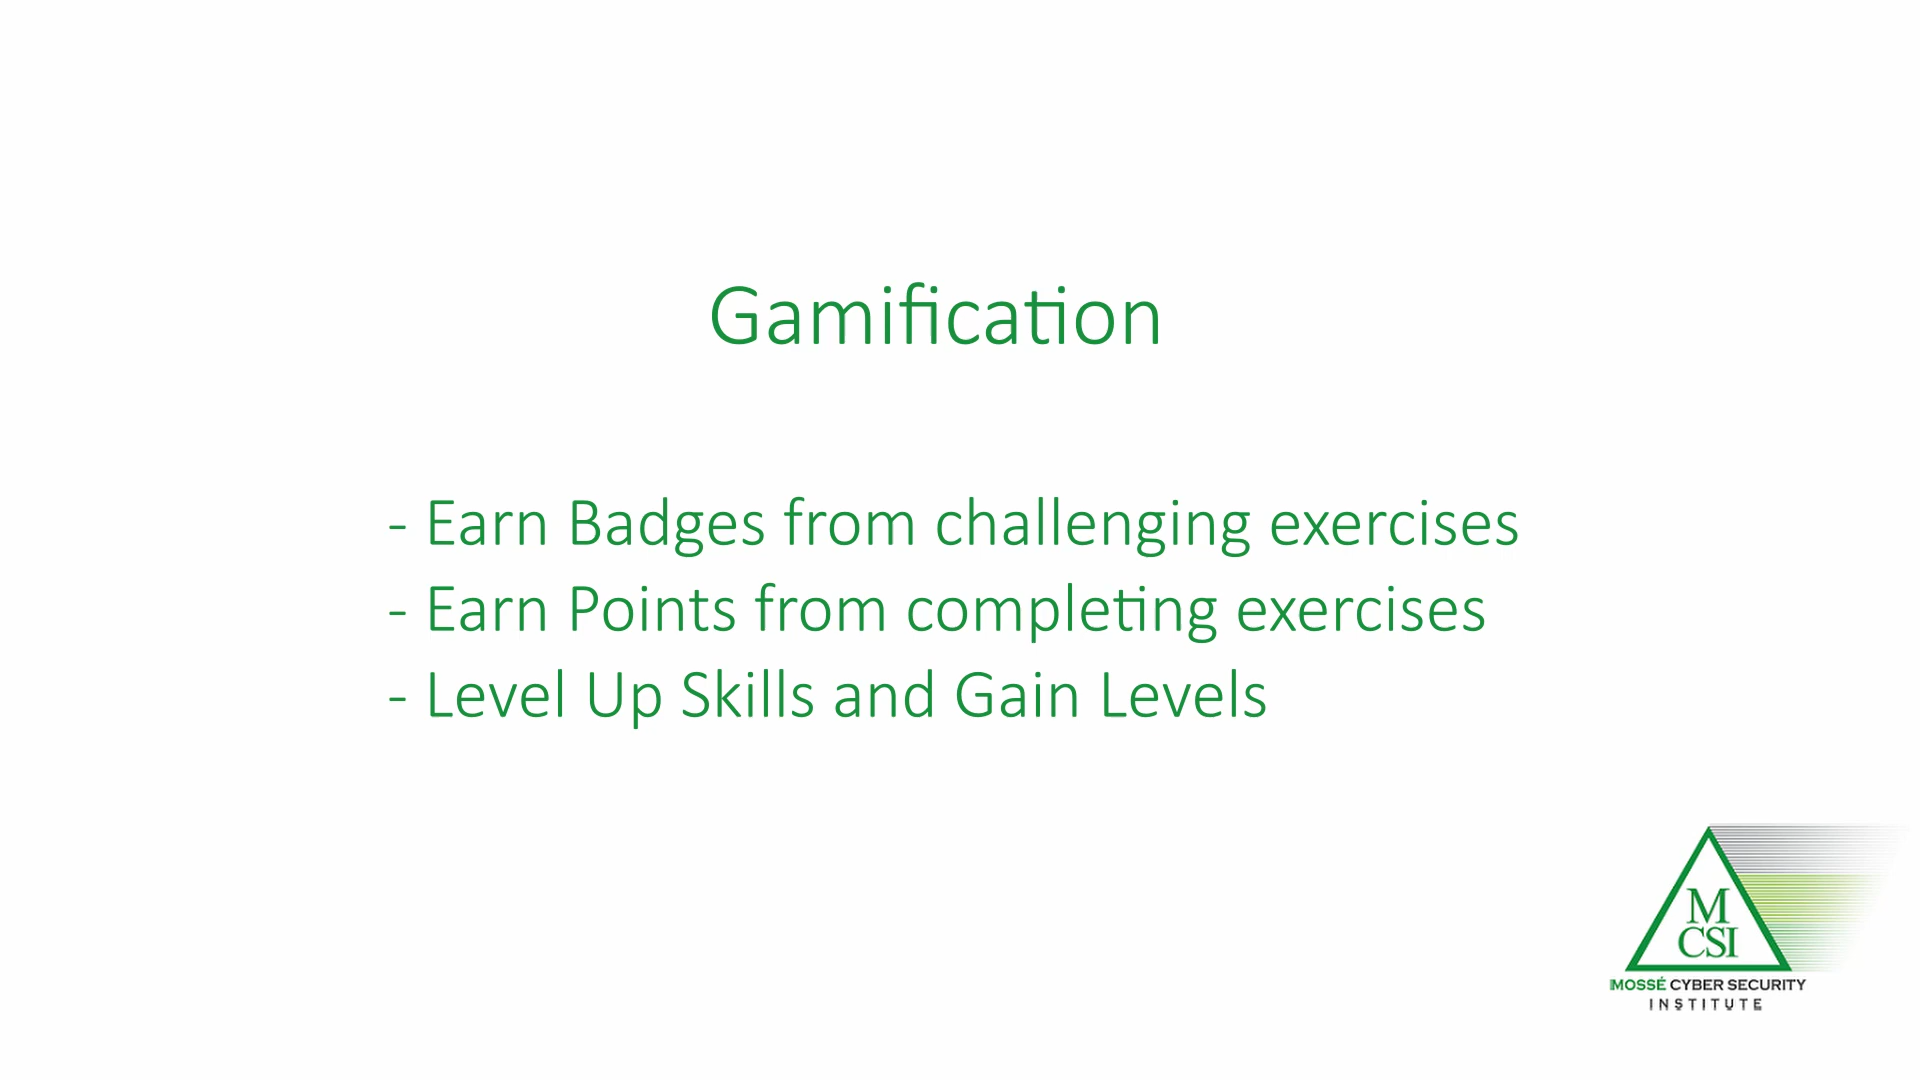 Gamification
- Earn Badges from challenging exercises
- Earn Points from completing exercises
- Level Up Skills and Gain Levels
M
CSI
MOSSÉ CYBER SECURITY
INSTITUTE